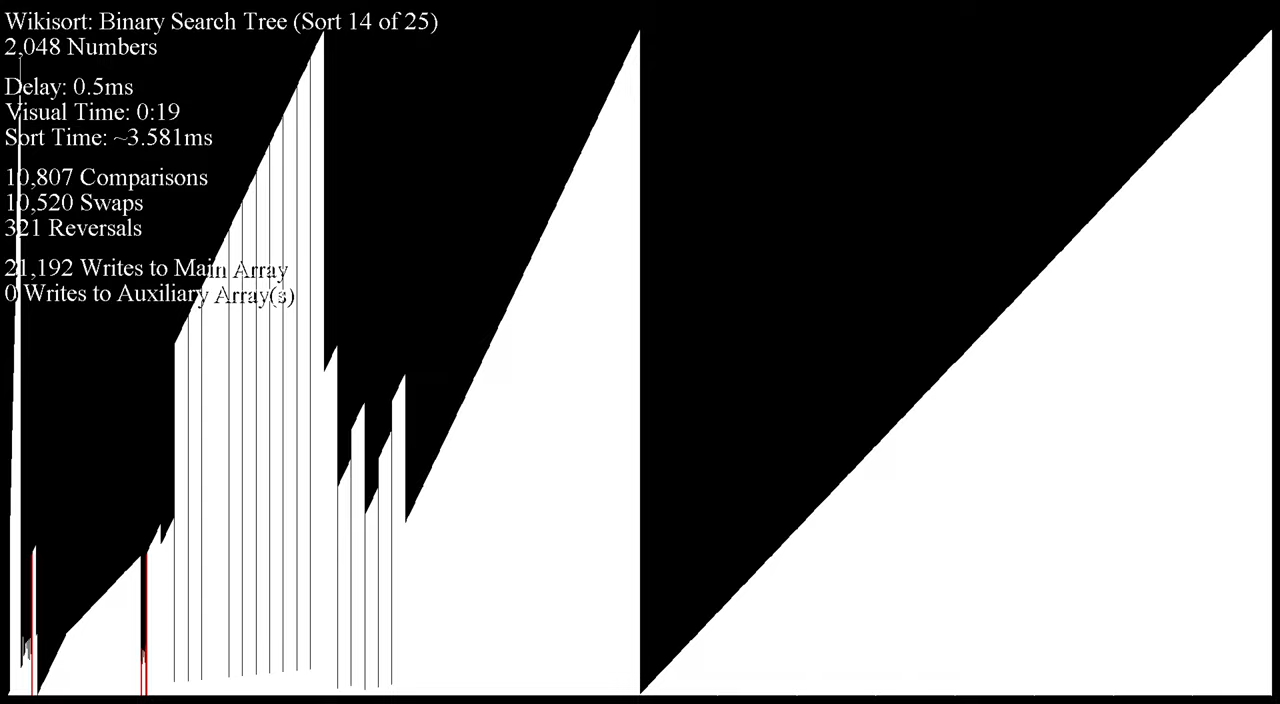 Wikisort: Binary Search Tree (Sort 14 of 25)
2,048 Numbers
Delay: 0.5ms
Visual Time: 0:19
Sort Time: ~3.581ms
10,807 Comparisons
10,520 Swaps
321 Reversals
21,192 Writes to Main Array
0 Writes to Auxiliary Array(s)